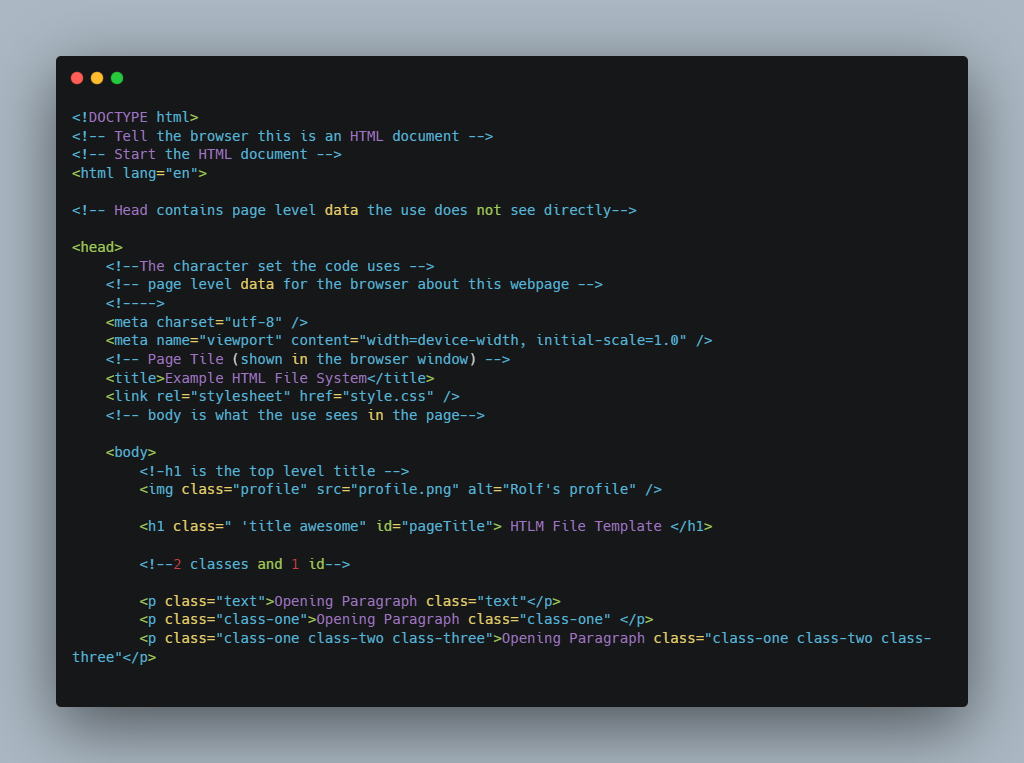 <!DOCTYPE html>
<!-- Tell the browser this is an HTML document -->
<!-- Start the HTML document -->
<html lang="en">
<!-- Head contains page level data the use does not see directly-->
<head>
<!--The character set the code uses -->
<!-- page level data for the browser about this webpage -->
<!---->
<meta charset="utf-8" />
<meta name="viewport" content="width=device-width, initial-scale=1.0" />
<!-- Page Tile (shown in the browser window) -->
<title>Example HTML File System</title>
<link rel="stylesheet" href="style.css" />
<!-- body is what the use sees in the page-->
<body>
<!-h1 is the top level title -->
<img class="profile" src="profile.png" alt="Rolf's profile" />
<h1 class=" 'title awesome" id="pageTitle"> HTLM File Template </h1>
<!--2 classes and 1 id-->
<p class="text">Opening Paragraph class="text"</p>
<p class="class-one">Opening Paragraph class="class-one" </p>
<p class="class-one class-two class-three">Opening Paragraph class="class-one class-two class-
three"</p>